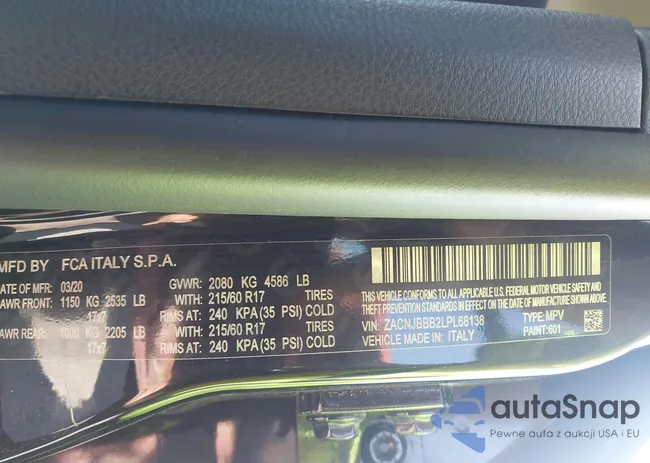 MFD BY FCA ITALY S.P.A.
DATE OF MFR: 03/20 GVWR: 2080 KG 4586 LB
GAWR FRONT: 1150 KG 2535 LB WITH: 215/60 R17 TIRES
17x7 RIMS AT: 240 KPA (35 PSI) COLD
GAWR REAR: 1000 KG 2205 LB WITH: 215/60 R17 TIRES
17x7 RIMS AT: 240 KPA (35 PSI) COLD
THIS VEHICLE CONFORMS TO ALL APPLICABLE U.S. FEDERAL MOTOR VEHICLE SAFETY, BUMPER, AND THEFT PREVENTION STANDARDS IN EFFECT ON THE DATE OF MANUFACTURE SHOWN ABOVE.
VIN: ZACNJBBB2LPL68138 TYPE: MPV
VEHICLE MADE IN: ITALY PAINT: 601
autaSnap
Pewne auta z aukcji USA i EU